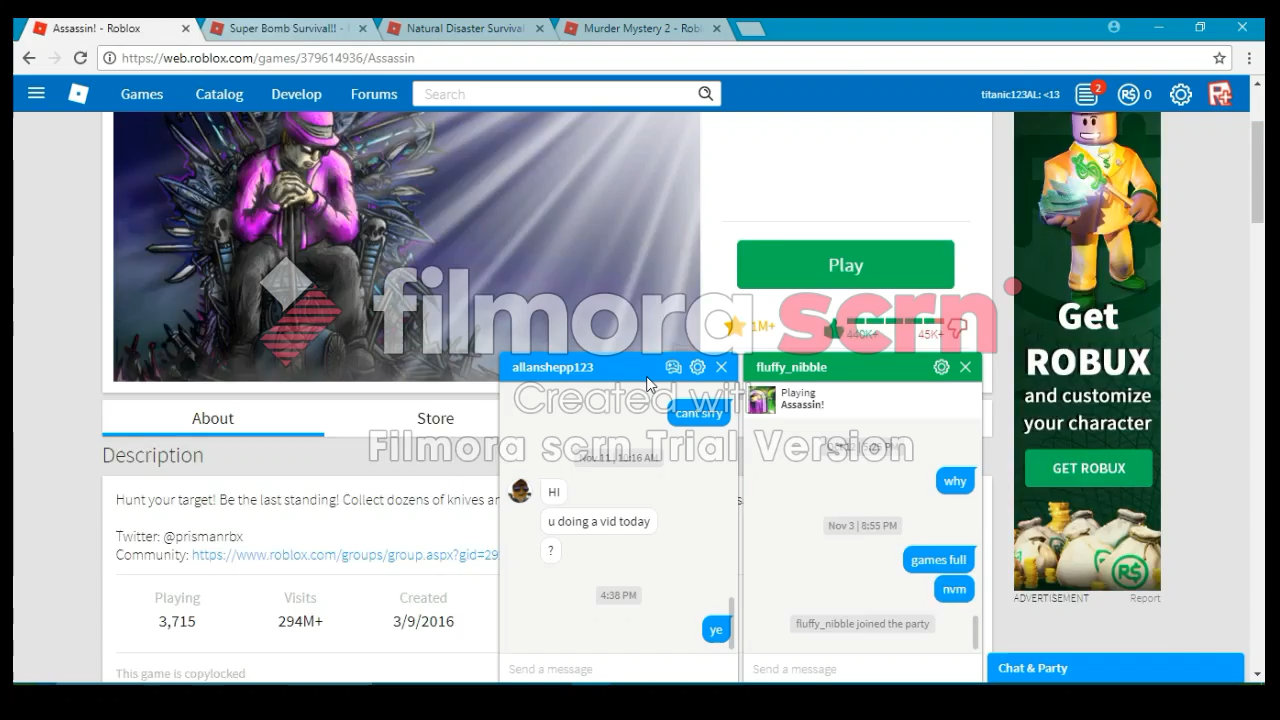 Assassin! - Roblox
Super Bomb Survival!! -
Natural Disaster Survival
Murder Mystery 2 - Rob
https://web.roblox.com/games/379614936/Assassin
Games
Catalog
Develop
Forums
Search
titanic123AL: <13
2
R$ 0
Play
1M+
440K+
45K+
filmora scrn
Created with
Filmora scrn Trial Version
About
Store
Description
Hunt your target! Be the last standing! Collect dozens of knives
Twitter: @prismanrbx
Community: https://www.roblox.com/groups/group.aspx?gid=29
Playing
Visits
Created
3,715
294M+
3/9/2016
This game is copylocked
allanshepp123
cant srry
Nov 11 | 10:16 AM
HI
u doing a vid today
?
4:38 PM
ye
Send a message
fluffy_nibble
Playing
Assassin!
why
Nov 3 | 8:55 PM
games full
nvm
fluffy_nibble joined the party
Send a message
Get
ROBUX
and customize
your character
GET ROBUX
R$
ADVERTISEMENT
Report
Chat & Party